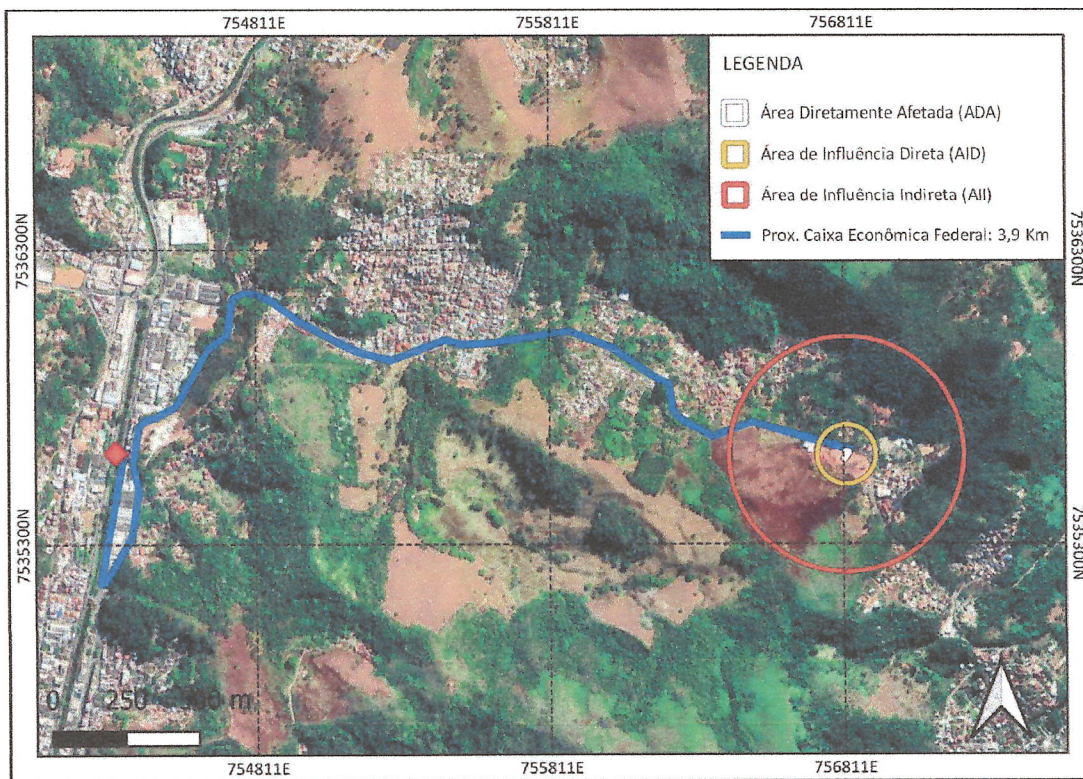 754811E 755811E 756811E
LEGENDA
Área Diretamente Afetada (ADA)
Área de Influência Direta (AID)
Área de Influência Indireta (AII)
Prox. Caixa Econômica Federal: 3,9 Km
7536300N 7536300N
7535300N 7535300N
0 250 m
754811E 755811E 756811E